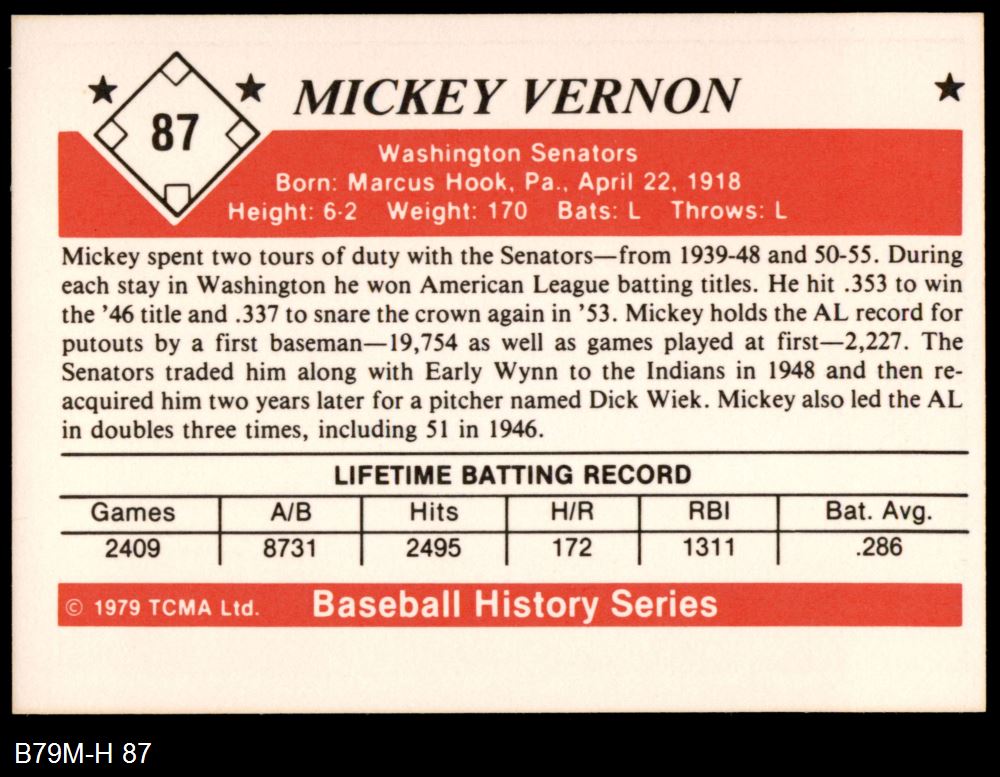 87
MICKEY VERNON
Washington Senators
Born: Marcus Hook, Pa., April 22, 1918
Height: 6-2 Weight: 170 Bats: L Throws: L
Mickey spent two tours of duty with the Senators—from 1939-48 and 50-55. During
each stay in Washington he won American League batting titles. He hit .353 to win
the ’46 title and .337 to snare the crown again in ’53. Mickey holds the AL record for
putouts by a first baseman—19,754 as well as games played at first—2,227. The
Senators traded him along with Early Wynn to the Indians in 1948 and then re-
acquired him two years later for a pitcher named Dick Wiek. Mickey also led the AL
in doubles three times, including 51 in 1946.
LIFETIME BATTING RECORD
Games A/B Hits H/R RBI Bat. Avg.
2409 8731 2495 172 1311 .286
© 1979 TCMA Ltd. Baseball History Series
B79M-H 87